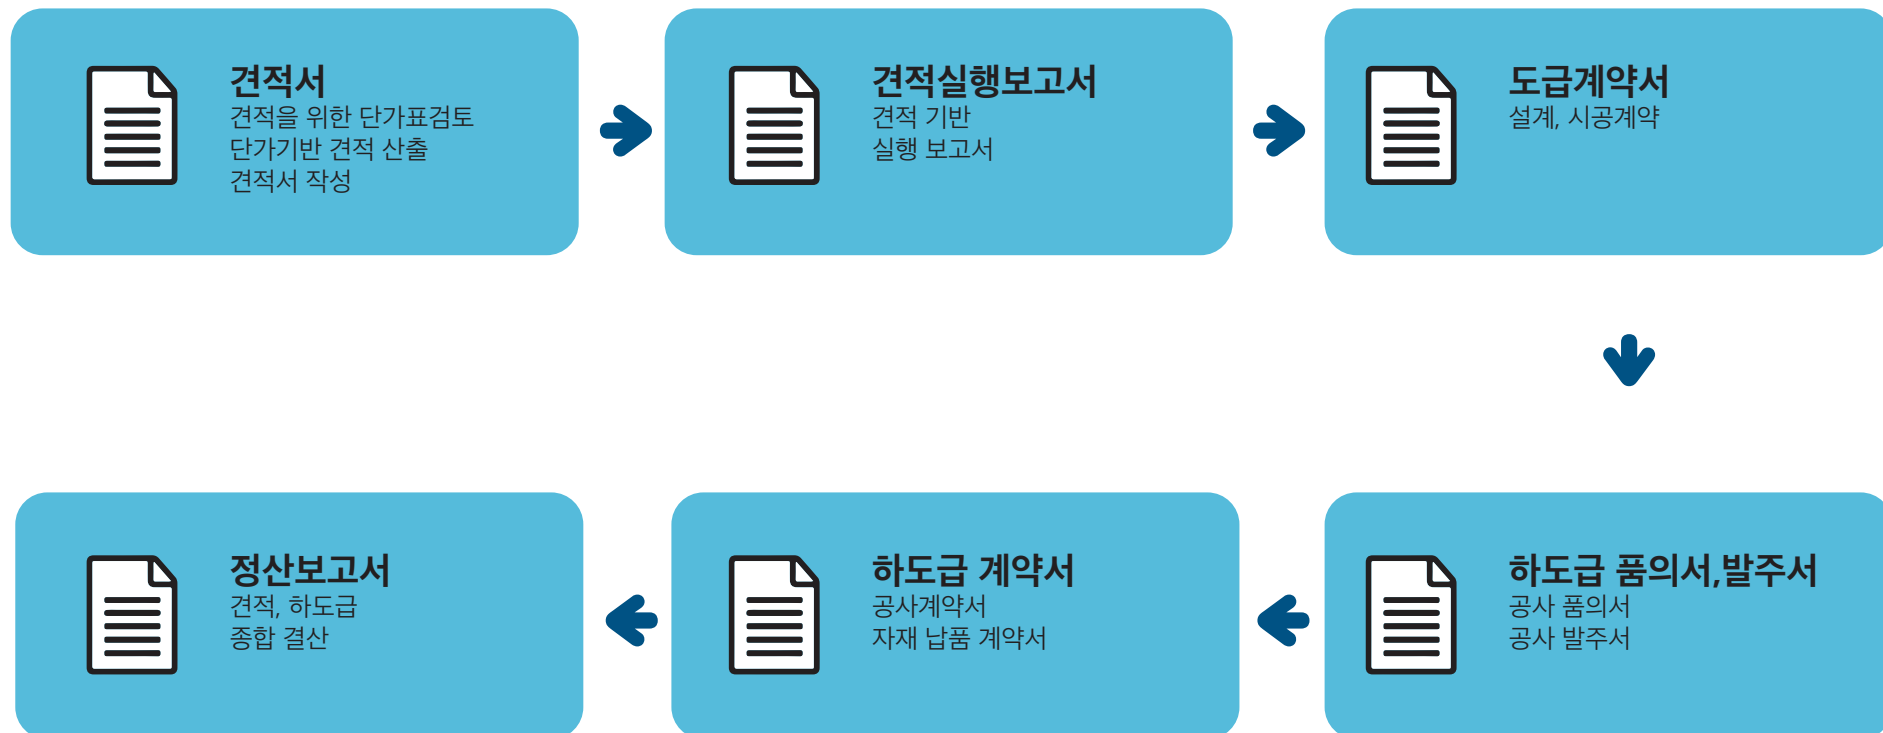 견적서
견적을 위한 단가표검토
단가기반 견적 산출
견적서 작성
견적실행보고서
견적 기반
실행 보고서
도급계약서
설계, 시공계약
하도급 품의서,발주서
공사 품의서
공사 발주서
하도급 계약서
공사계약서
자재 납품 계약서
정산보고서
견적, 하도급
종합 결산